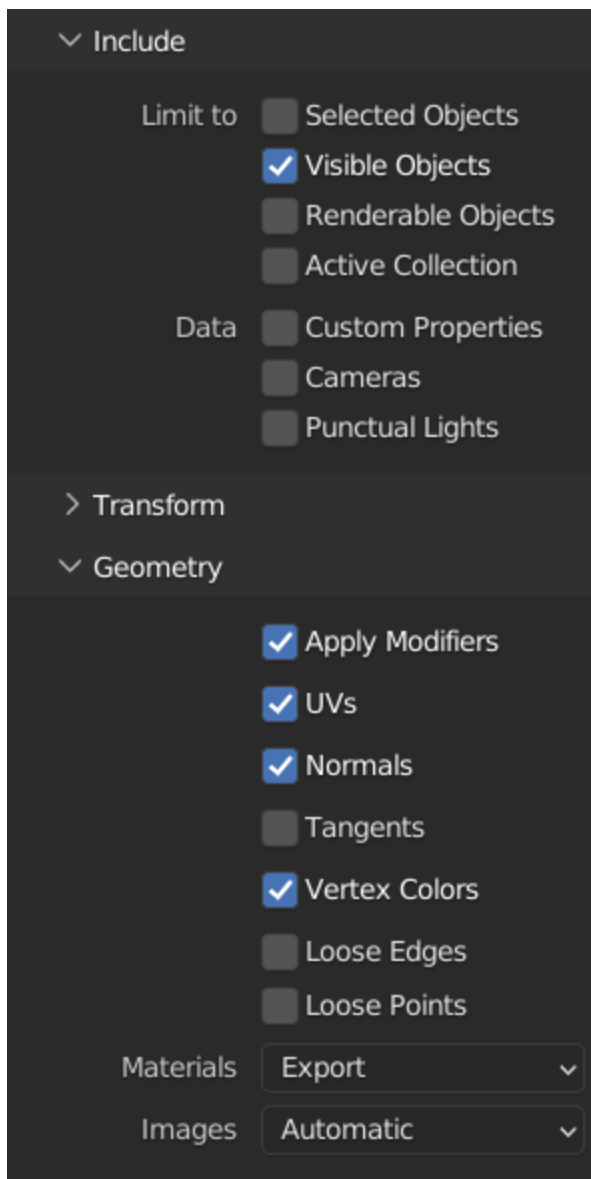 Include
Limit to Selected Objects
Visible Objects
Renderable Objects
Active Collection
Data Custom Properties
Cameras
Punctual Lights
Transform
Geometry
Apply Modifiers
UVs
Normals
Tangents
Vertex Colors
Loose Edges
Loose Points
Materials Export
Images Automatic